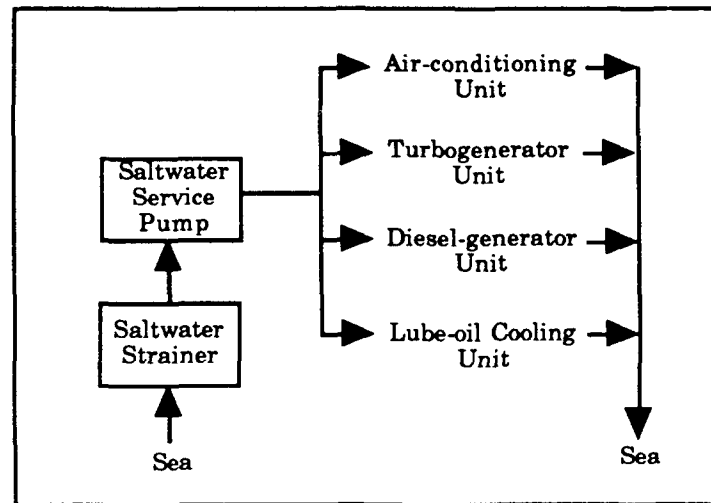 Air-conditioning
Unit
Turbogenerator
Unit
Saltwater
Service
Pump
Diesel-generator
Unit
Saltwater
Strainer
Lube-oil Cooling
Unit
Sea
Sea